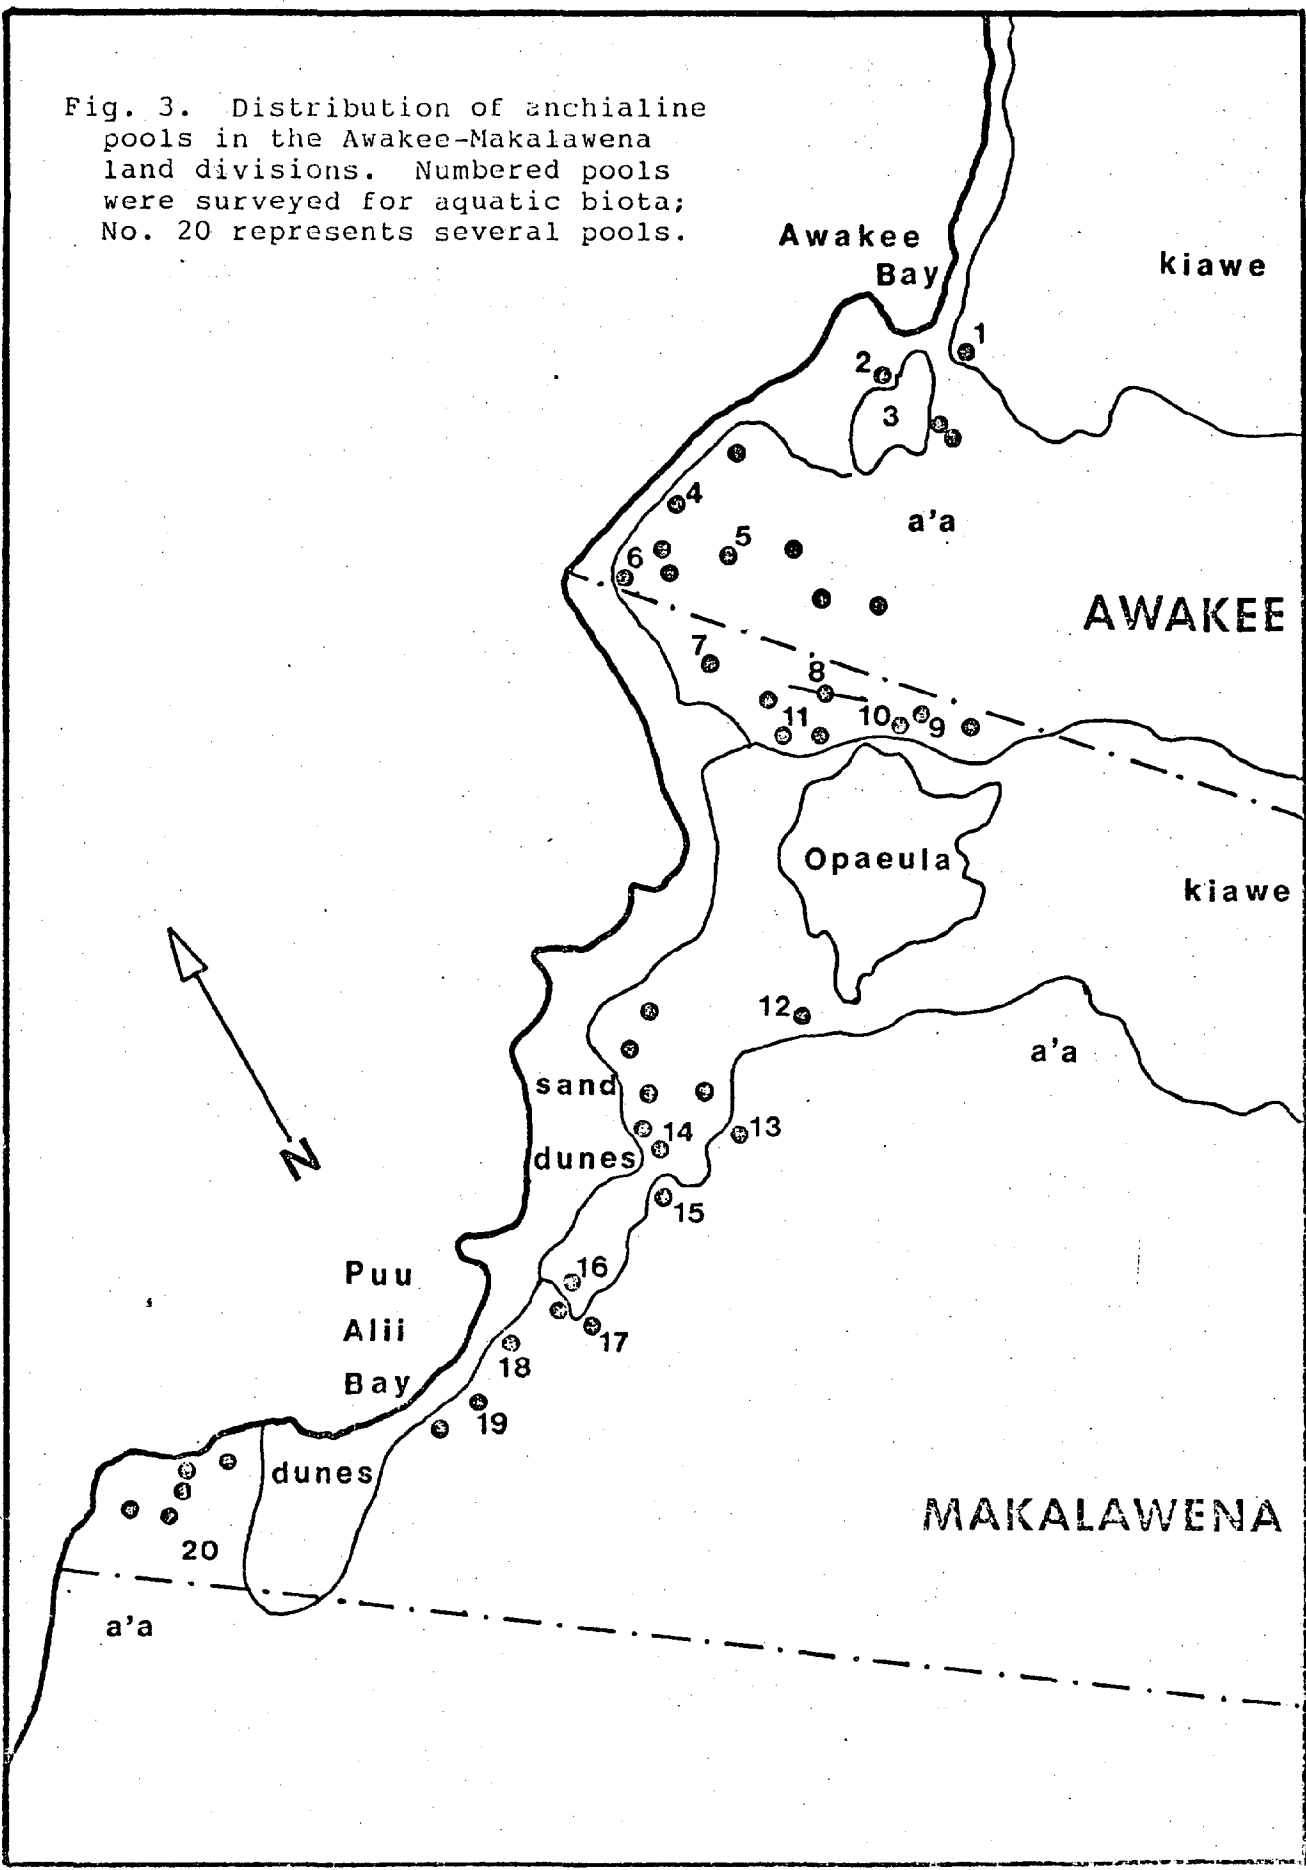 Fig. 3. Distribution of anchialine
pools in the Awakee-Makalawena
land divisions. Numbered pools
were surveyed for aquatic biota;
No. 20 represents several pools.
Awakee
Bay
kiawe
1
2
3
4
a'a
5
6
AWAKEE
7
8
11
10
9
Opaeula
kiawe
12
a'a
sand
14
13
dunes
15
N
16
Puu
Alii
Bay
17
18
19
dunes
MAKALAWENA
20
a'a